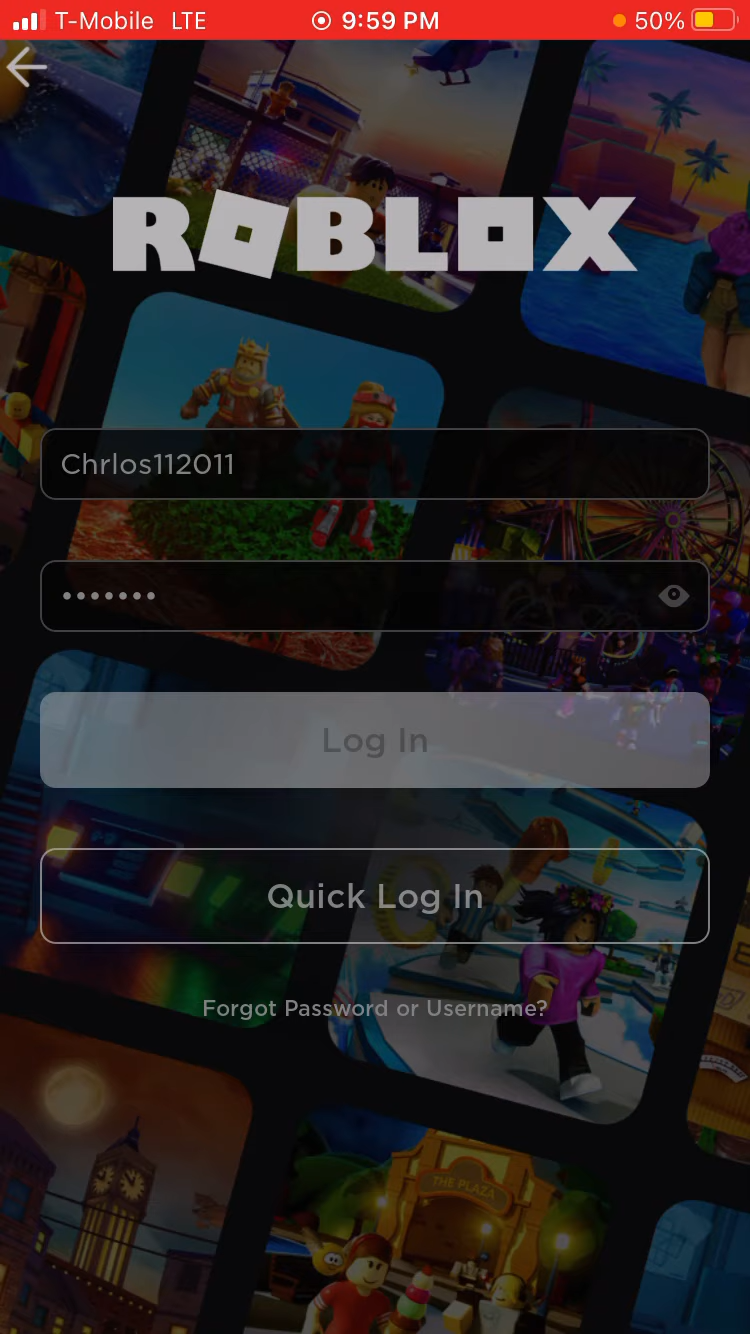 T-Mobile LTE 9:59 PM 50%
ROBLOX
Chrlos112011
•••••••
Log In
Quick Log In
Forgot Password or Username?
THE PLAZA